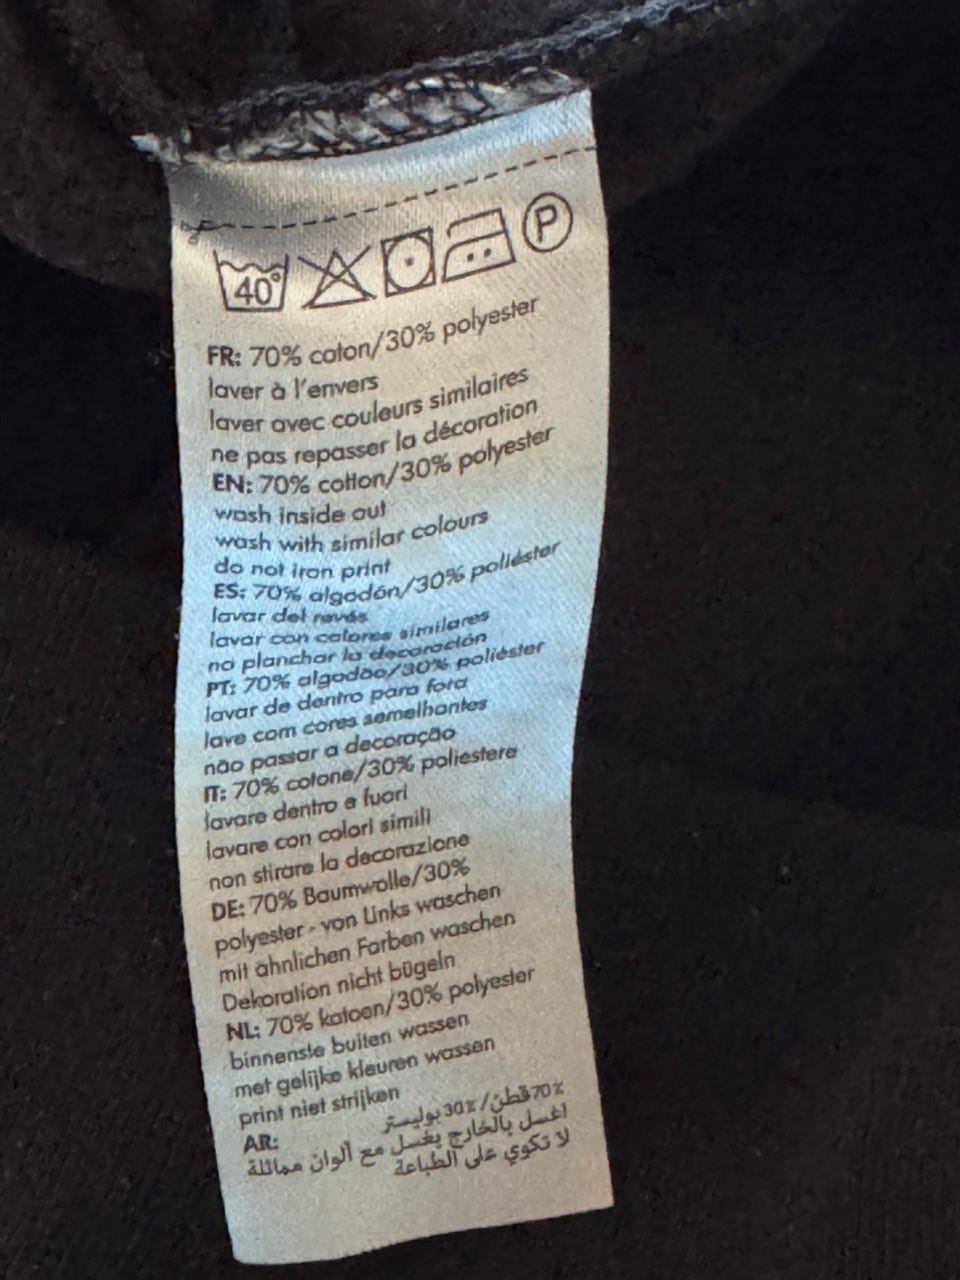 40°
P
FR: 70% coton/30% polyester
laver à l'envers
laver avec couleurs similaires
ne pas repasser la décoration
EN: 70% cotton/30% polyester
wash inside out
wash with similar colours
do not iron print
ES: 70% algodón/30% poliéster
lavar del revés
lavar con colores similares
no planchar la decoración
PT: 70% algodão/30% poliéster
lavar de dentro para fora
lave com cores semelhantes
não passar a decoração
IT: 70% cotone/30% poliestere
lavare dentro e fuori
lavare con colori simili
non stirare la decorazione
DE: 70% Baumwolle/30%
polyester - von Links waschen
mit ähnlichen Farben waschen
Dekoration nicht bügeln
NL: 70% katoen/30% polyester
binnenste buiten wassen
met gelijke kleuren wassen
print niet strijken
AR: 70% قطن/ 30% بوليستر
اغسل بالخارج يغسل مع ألوان مماثلة
لا تكوي على الطباعة